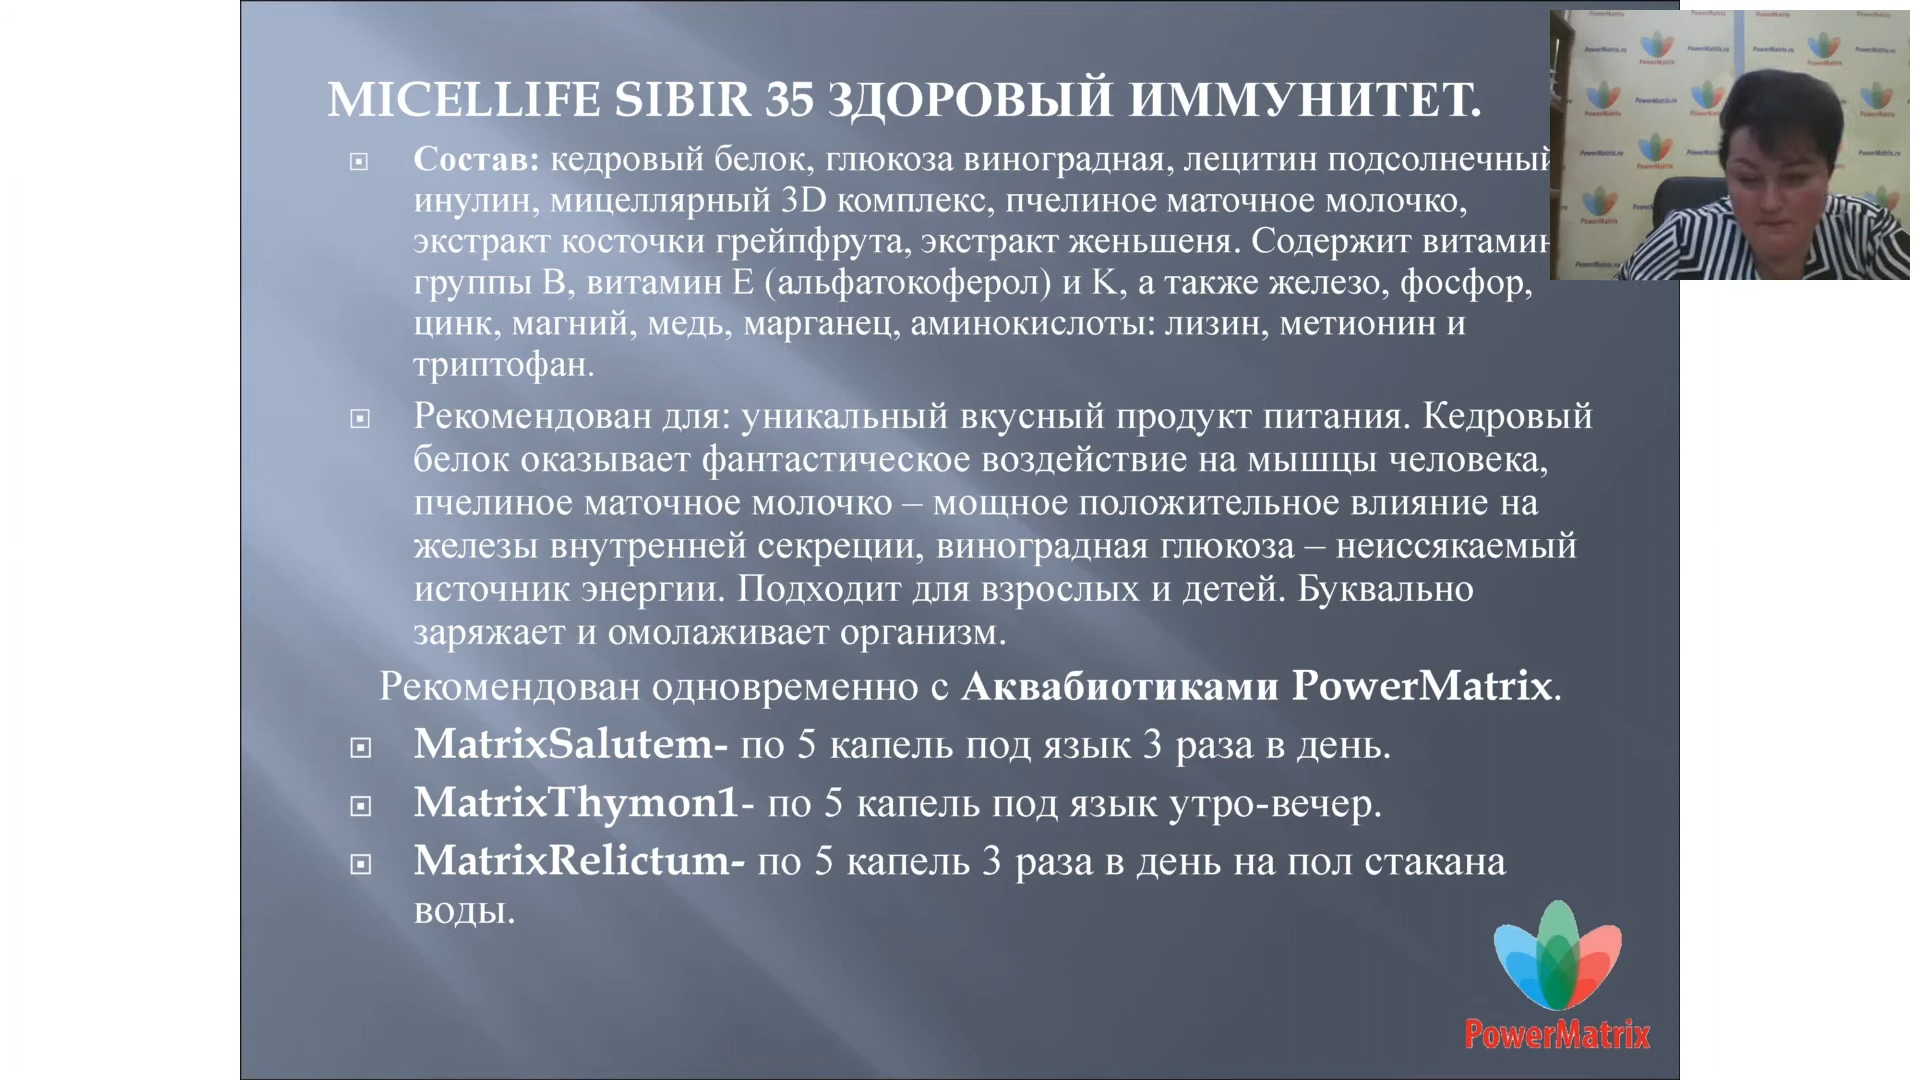 MICELLIFE SIBIR 35 ЗДОРОВЫЙ ИММУНИТЕТ.
Состав: кедровый белок, глюкоза виноградная, лецитин подсолнечный
инулин, мицеллярный 3D комплекс, пчелиное маточное молочко,
экстракт косточки грейпфрута, экстракт женьшеня. Содержит
группы В, витамин Е (альфатокоферол) и К, а также железо, фосфор,
цинк, магний, медь, марганец, аминокислоты: лизин, метионин и
триптофан.
Рекомендован для: уникальный вкусный продукт питания. Кедровый
белок оказывает фантастическое воздействие на мышцы человека,
пчелиное маточное молочко – мощное положительное влияние на
железы внутренней секреции, виноградная глюкоза – неиссякаемый
источник энергии. Подходит для взрослых и детей. Буквально
заряжает и омолаживает организм.
Рекомендован одновременно с Аквабиотиками PowerMatrix.
MatrixSalutem- по 5 капель под язык 3 раза в день.
MatrixThymon1- по 5 капель под язык утро-вечер.
MatrixRelictum- по 5 капель 3 раза в день на пол стакана
воды.
PowerMatrix